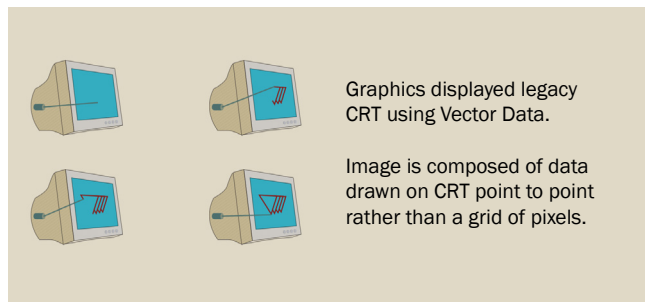 Graphics displayed legacy
CRT using Vector Data.
Image is composed of data
drawn on CRT point to point
rather than a grid of pixels.